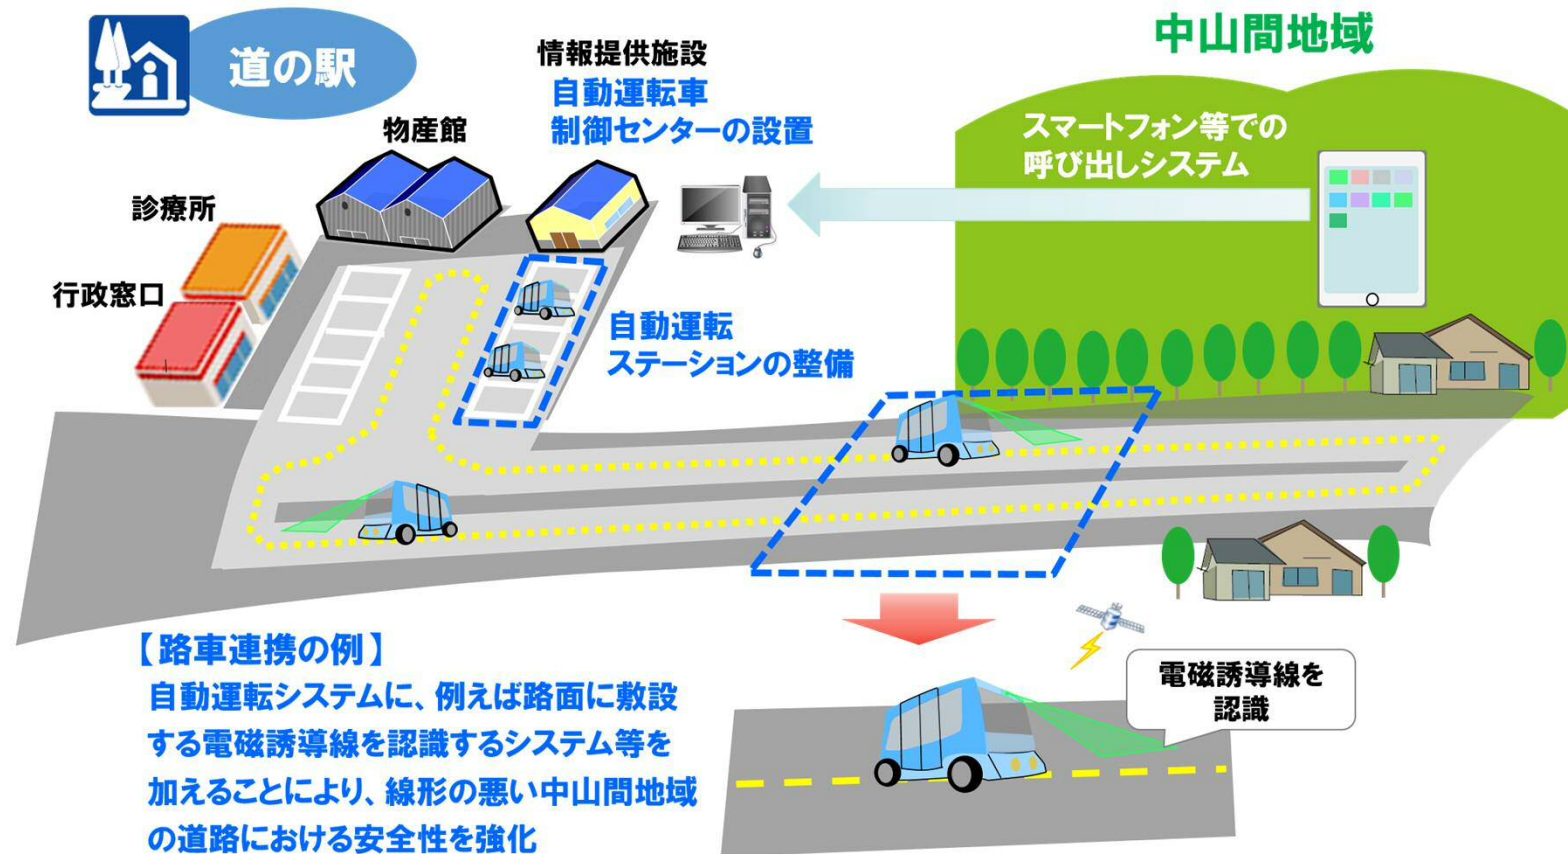 道の駅
情報提供施設
自動運転車
制御センターの設置
中山間地域
物産館
スマートフォン等での
呼び出しシステム
診療所
行政窓口
自動運転
ステーションの整備
【路車連携の例】
自動運転システムに、例えば路面に敷設
する電磁誘導線を認識するシステム等を
加えることにより、線形の悪い中山間地域
の道路における安全性を強化
電磁誘導線を
認識